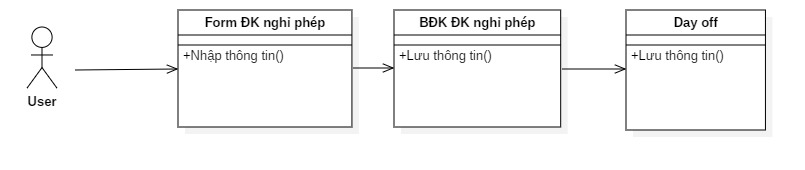 Form ĐK nghỉ phép
BĐK ĐK nghỉ phép
Day off
+Nhập thông tin()
+Lưu thông tin()
+Lưu thông tin()
User